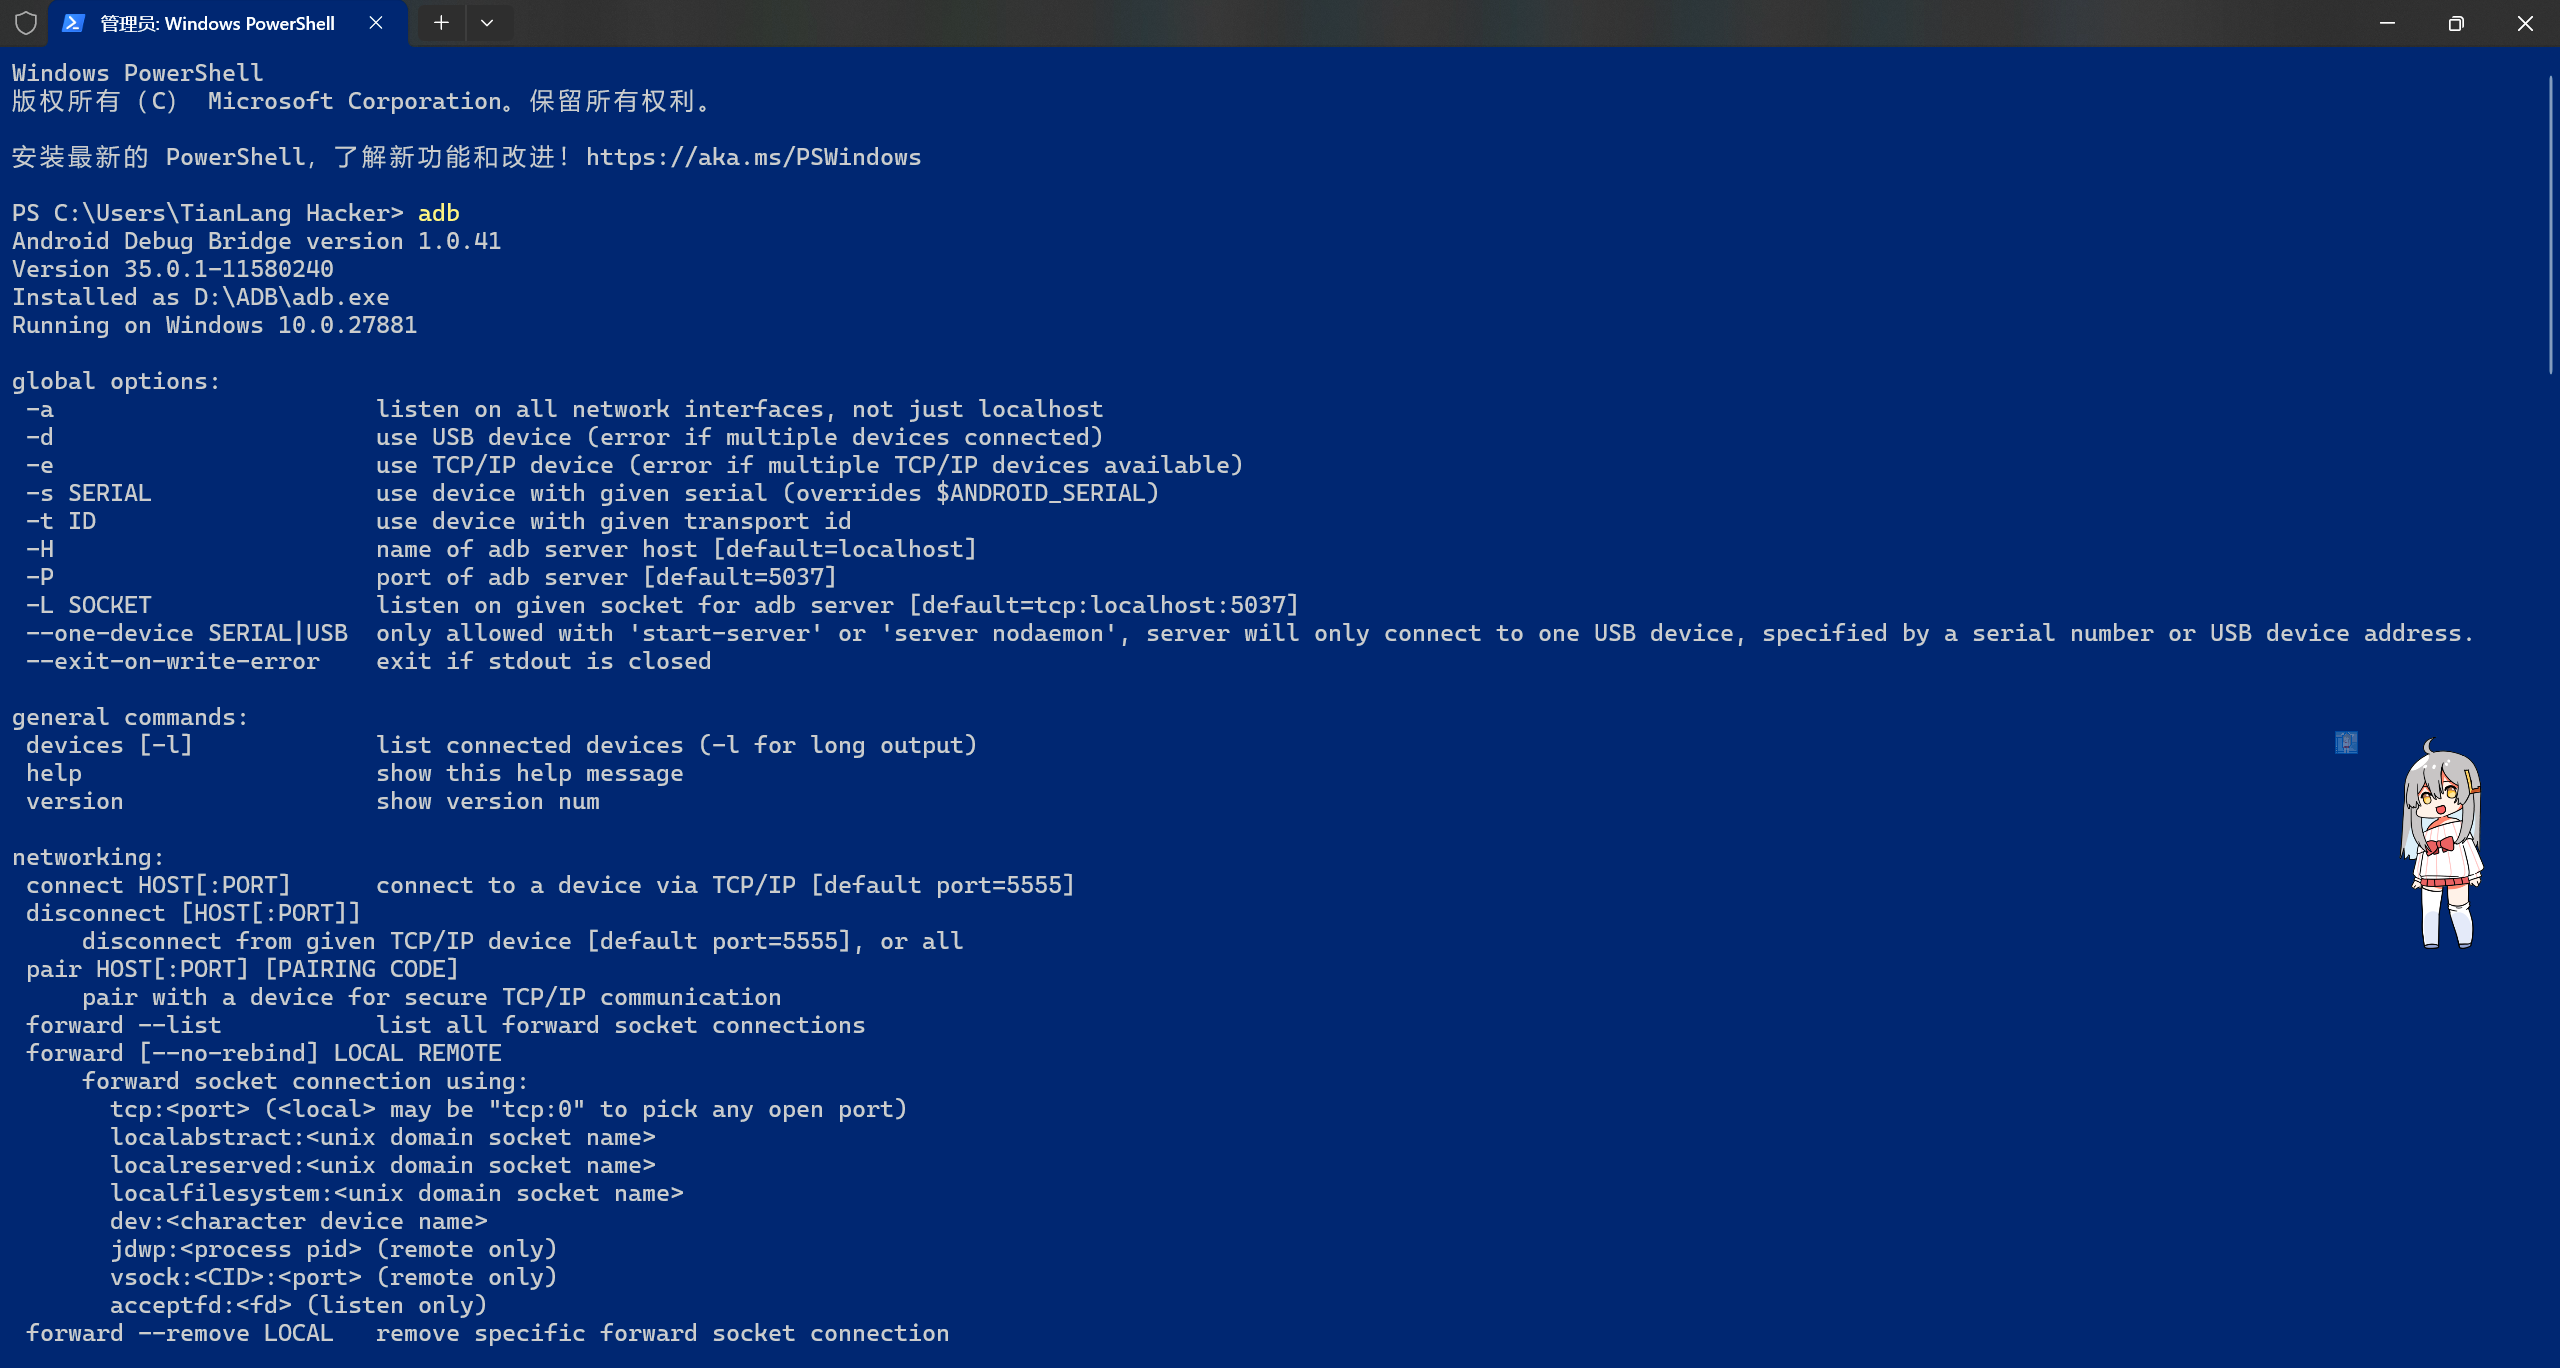 管理员: Windows PowerShell
Windows PowerShell
版权所有（C） Microsoft Corporation。保留所有权利。
安装最新的 PowerShell，了解新功能和改进！https://aka.ms/PSWindows
PS C:\Users\TianLang Hacker> adb
Android Debug Bridge version 1.0.41
Version 35.0.1-11580240
Installed as D:\ADB\adb.exe
Running on Windows 10.0.27881
global options:
 -a                       listen on all network interfaces, not just localhost
 -d                       use USB device (error if multiple devices connected)
 -e                       use TCP/IP device (error if multiple TCP/IP devices available)
 -s SERIAL                use device with given serial (overrides $ANDROID_SERIAL)
 -t ID                    use device with given transport id
 -H                       name of adb server host [default=localhost]
 -P                       port of adb server [default=5037]
 -L SOCKET                listen on given socket for adb server [default=tcp:localhost:5037]
 --one-device SERIAL|USB  only allowed with 'start-server' or 'server nodaemon', server will only connect to one USB device, specified by a serial number or USB device address.
 --exit-on-write-error    exit if stdout is closed
general commands:
 devices [-l]             list connected devices (-l for long output)
 help                     show this help message
 version                  show version num
networking:
 connect HOST[:PORT]      connect to a device via TCP/IP [default port=5555]
 disconnect [HOST[:PORT]]
     disconnect from given TCP/IP device [default port=5555], or all
 pair HOST[:PORT] [PAIRING CODE]
     pair with a device for secure TCP/IP communication
 forward --list           list all forward socket connections
 forward [--no-rebind] LOCAL REMOTE
     forward socket connection using:
       tcp:<port> (<local> may be "tcp:0" to pick any open port)
       localabstract:<unix domain socket name>
       localreserved:<unix domain socket name>
       localfilesystem:<unix domain socket name>
       dev:<character device name>
       jdwp:<process pid> (remote only)
       vsock:<CID>:<port> (remote only)
       acceptfd:<fd> (listen only)
 forward --remove LOCAL   remove specific forward socket connection